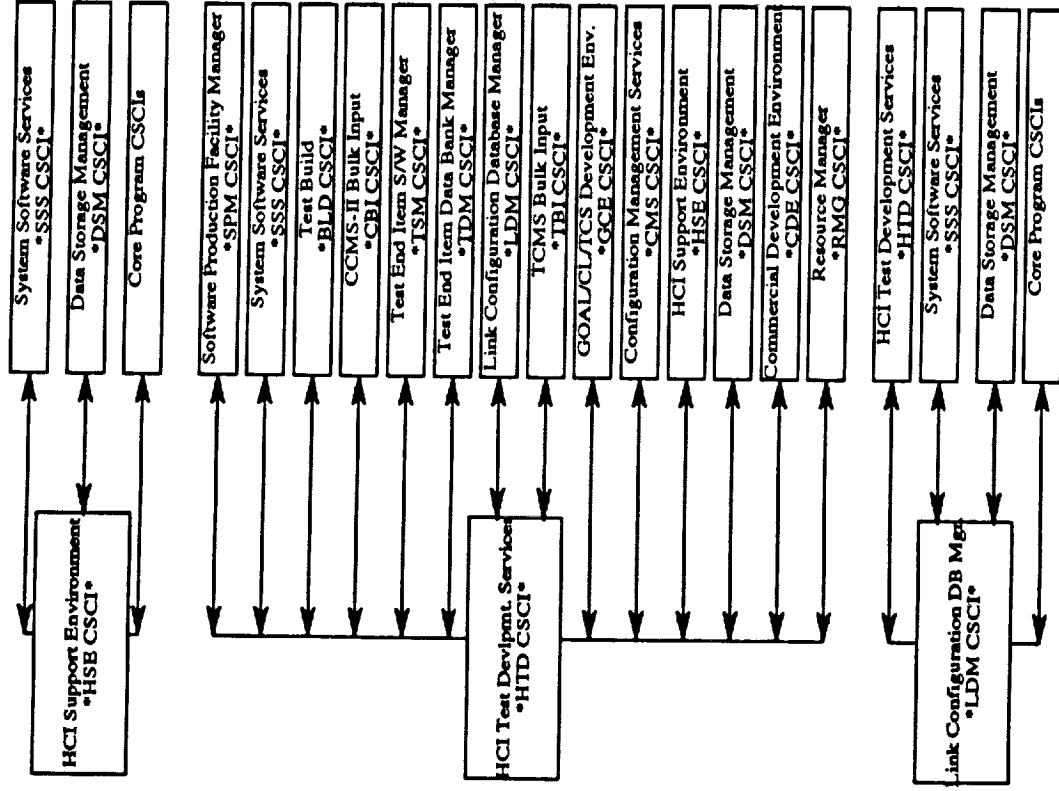 System Software Services
*SSS CSCI*
Data Storage Management
*DSM CSCI*
Core Program CSCIs
HCI Support Environment
*HSB CSCI*
Software Production Facility Manager
*SPM CSCI*
System Software Services
*SSS CSCI*
Test Build
*BLD CSCI*
CCMS-II Bulk Input
*CBI CSCI*
Test End Item S/W Manager
*TSM CSCI*
Test End Item Data Bank Manager
*TDM CSCI*
Link Configuration Database Manager
*LDM CSCI*
TCMS Bulk Input
*TBI CSCI*
GOAL/CL/TCS Development Env.
*GCE CSCI*
Configuration Management Services
*CMS CSCI*
HCI Support Environment
*HSE CSCI*
Data Storage Management
*DSM CSCI*
Commercial Development Environment
*CDE CSCI*
Resource Manager
*RMG CSCI*
HCI Test Devlpmt. Services
*HTD CSCI*
HCI Test Development Services
*HTD CSCI*
System Software Services
*SSS CSCI*
Data Storage Management
*DSM CSCI*
Core Program CSCIs
Link Configuration DB Mgr.
*LDM CSCI*